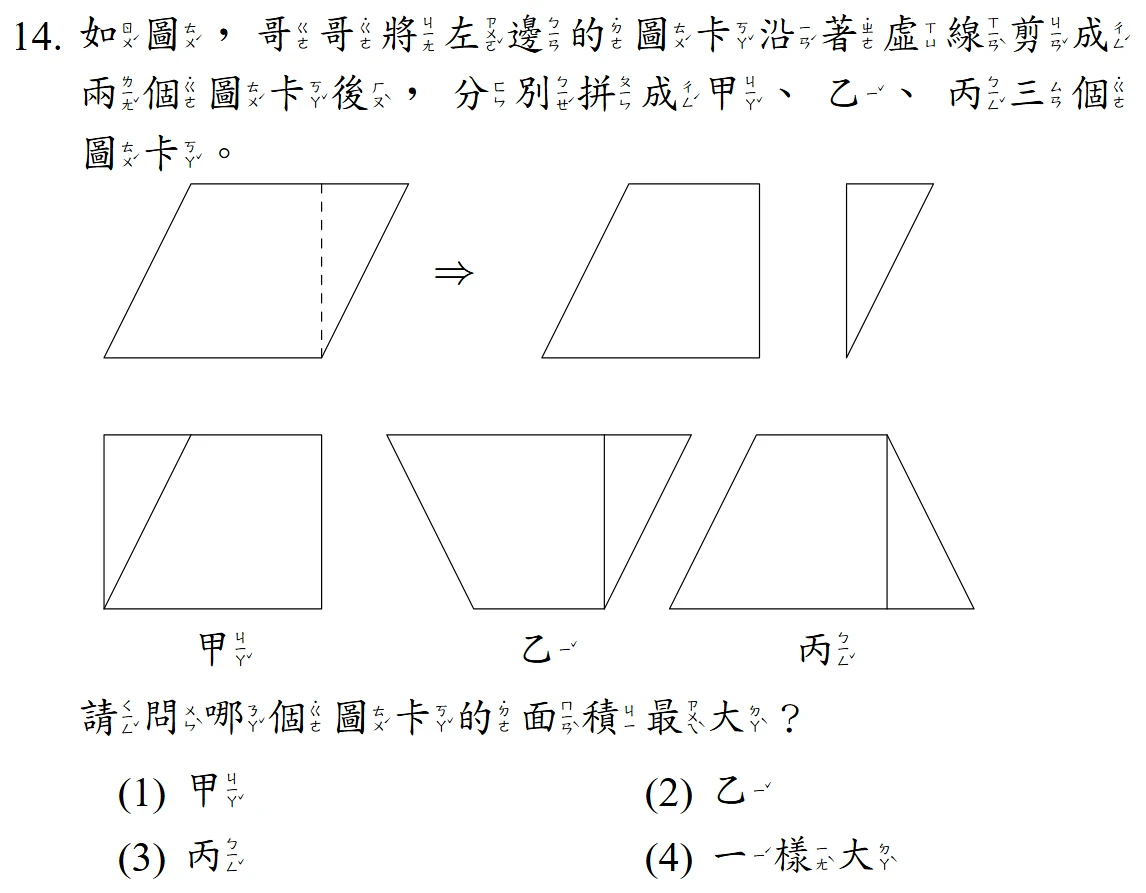 14. 如圖，哥哥將左邊的圖卡沿著虛線剪成
兩個圖卡後，分別拼成甲、乙、丙三個
圖卡。
⇒
甲 乙 丙
請問哪個圖卡的面積最大？
(1) 甲 (2) 乙
(3) 丙 (4) 一樣大